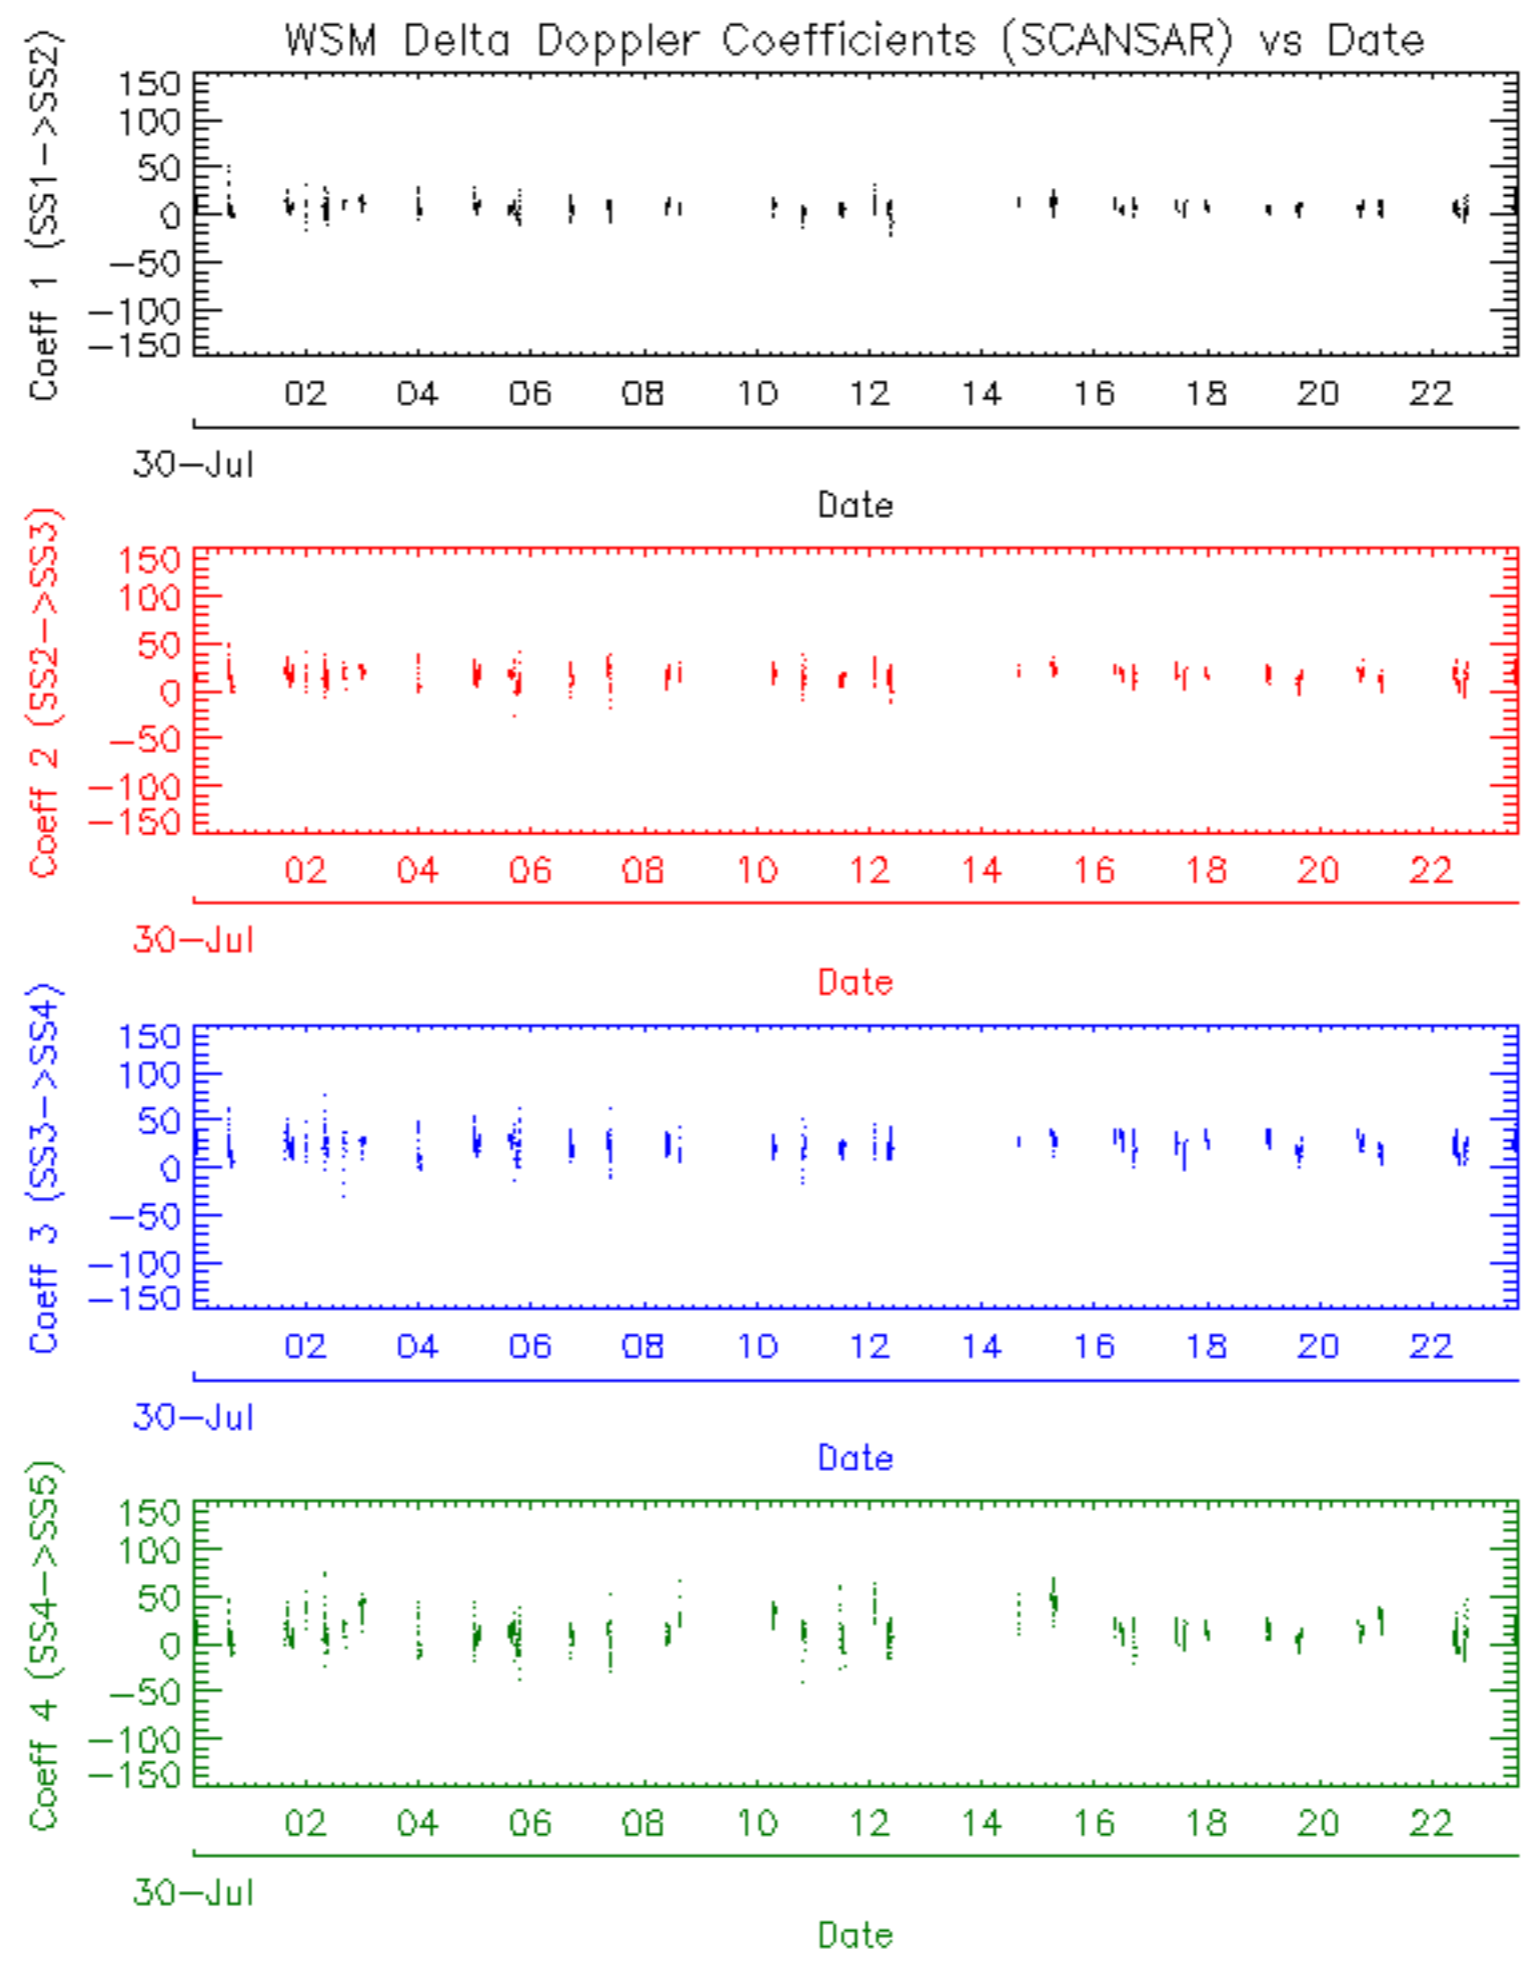 WSM Delta Doppler Coefficients (SCANSAR) vs Date
Coeff 1 (SS1->SS2)
150
100
50
0
-50
-100
-150
02 04 06 08 10 12 14 16 18 20 22
30-Jul
Date
Coeff 2 (SS2->SS3)
150
100
50
0
-50
-100
-150
02 04 06 08 10 12 14 16 18 20 22
30-Jul
Date
Coeff 3 (SS3->SS4)
150
100
50
0
-50
-100
-150
02 04 06 08 10 12 14 16 18 20 22
30-Jul
Date
Coeff 4 (SS4->SS5)
150
100
50
0
-50
-100
-150
02 04 06 08 10 12 14 16 18 20 22
30-Jul
Date